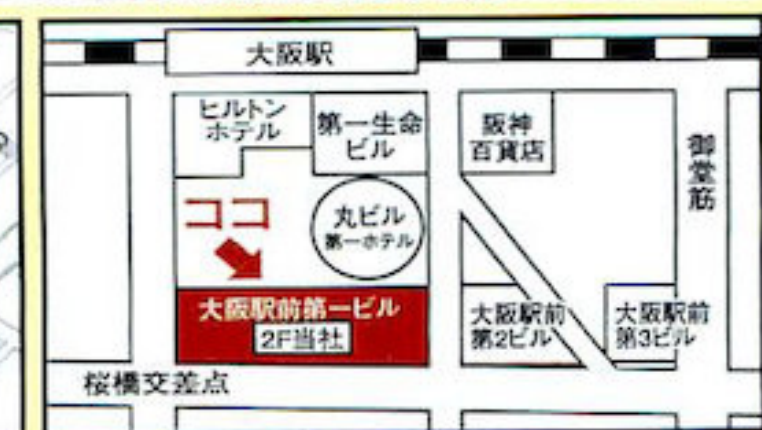 大阪駅
ヒルトン
ホテル
第一生命
ビル
阪神
百貨店
御堂筋
ココ
丸ビル
第一ホテル
大阪駅前第一ビル
2F当社
大阪駅前
第2ビル
大阪駅前
第3ビル
桜橋交差点